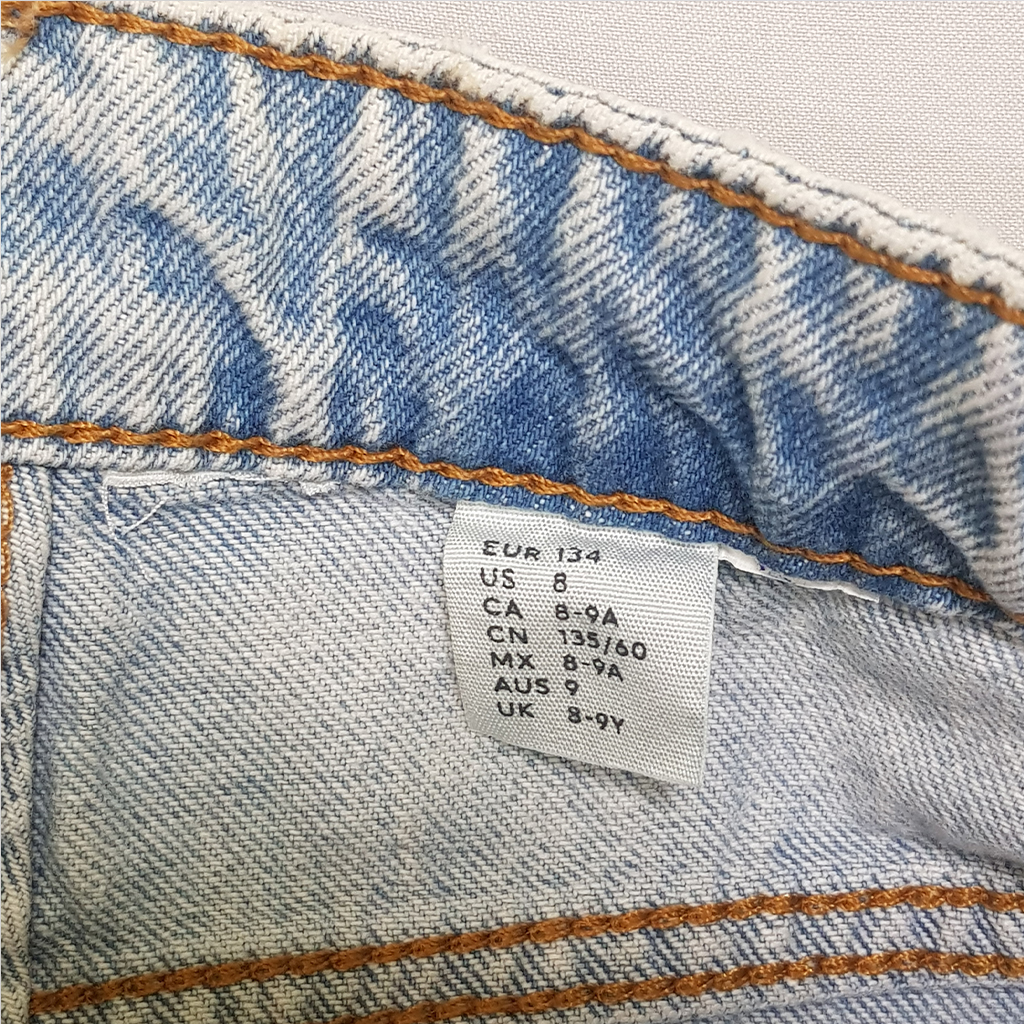 EUR 134
US 8
CA 8-9A
CN 135/60
MX 8-9A
AUS 9
UK 8-9Y